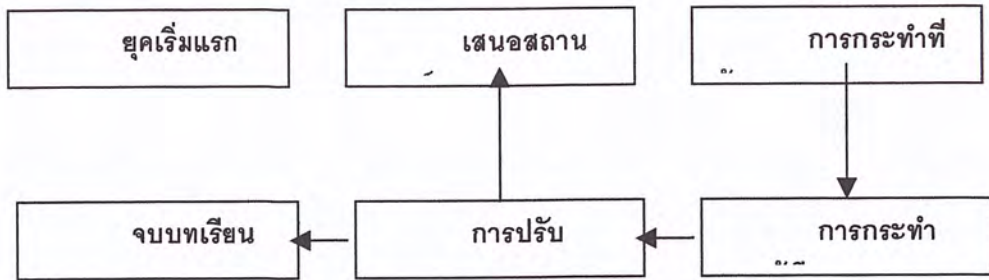 ยุคเริ่มแรก
เสนอสถาน
การกระทำที่
จบบทเรียน
การปรับ
การกระทำ